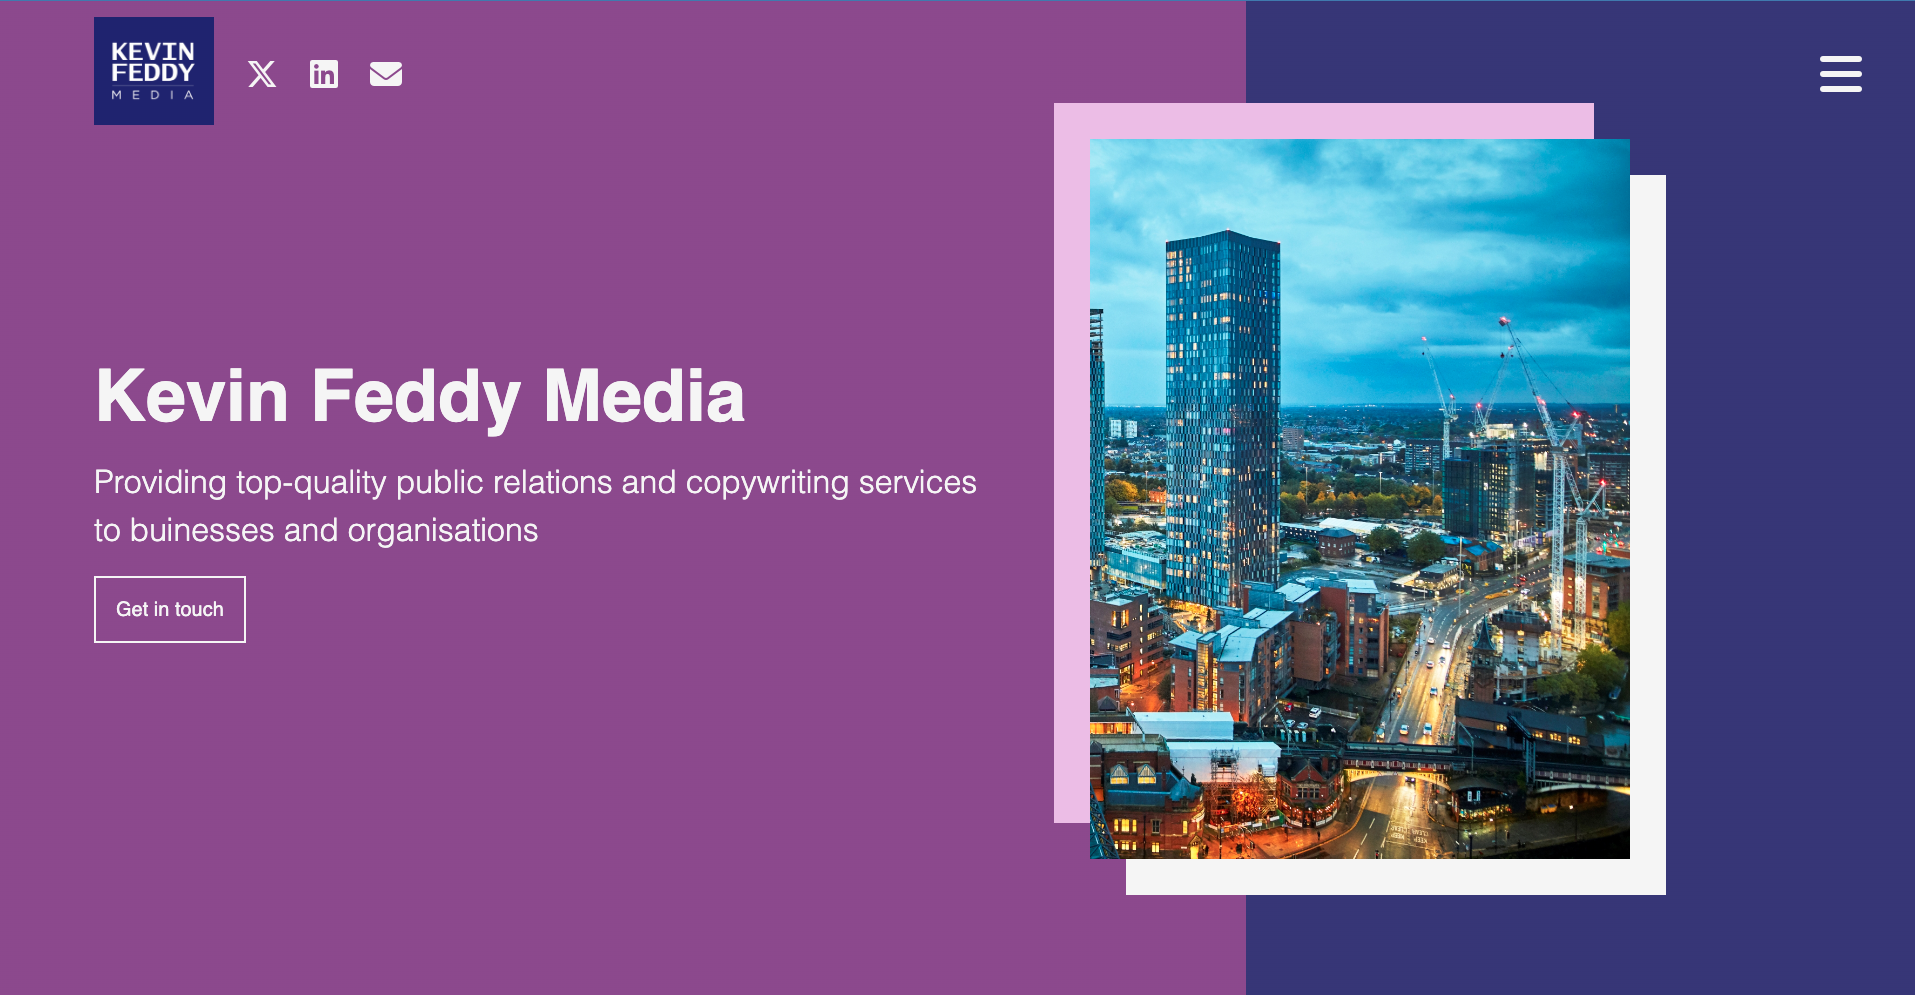 KEVIN
FEDDY
MEDIA
Kevin Feddy Media
Providing top-quality public relations and copywriting services
to buinesses and organisations
Get in touch